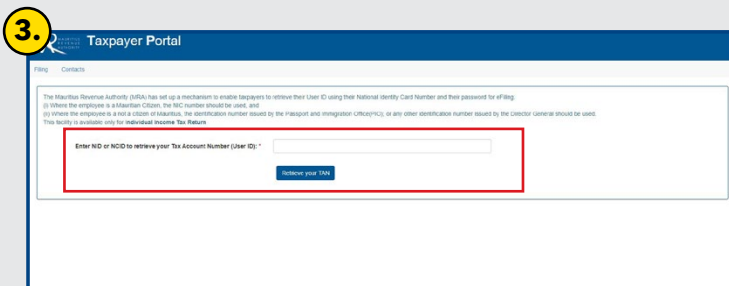 3.
MAURITIUS
REVENUE
AUTHORITY
Taxpayer Portal
Filing Contacts
The Mauritius Revenue Authority (MRA) has set up a mechanism to enable taxpayers to retrieve their User ID using their National Identity Card Number and their password for eFiling:
(i) Where the employee is a Mauritian Citizen, the NIC number should be used, and
(ii) Where the employee is a not a citizen of Mauritius, the identification number issued by the Passport and Immigration Office(PIO), or any other identification number issued by the Director General should be used.
This facility is available only for Individual Income Tax Return
Enter NID or NCID to retrieve your Tax Account Number (User ID): *
Retrieve your TAN